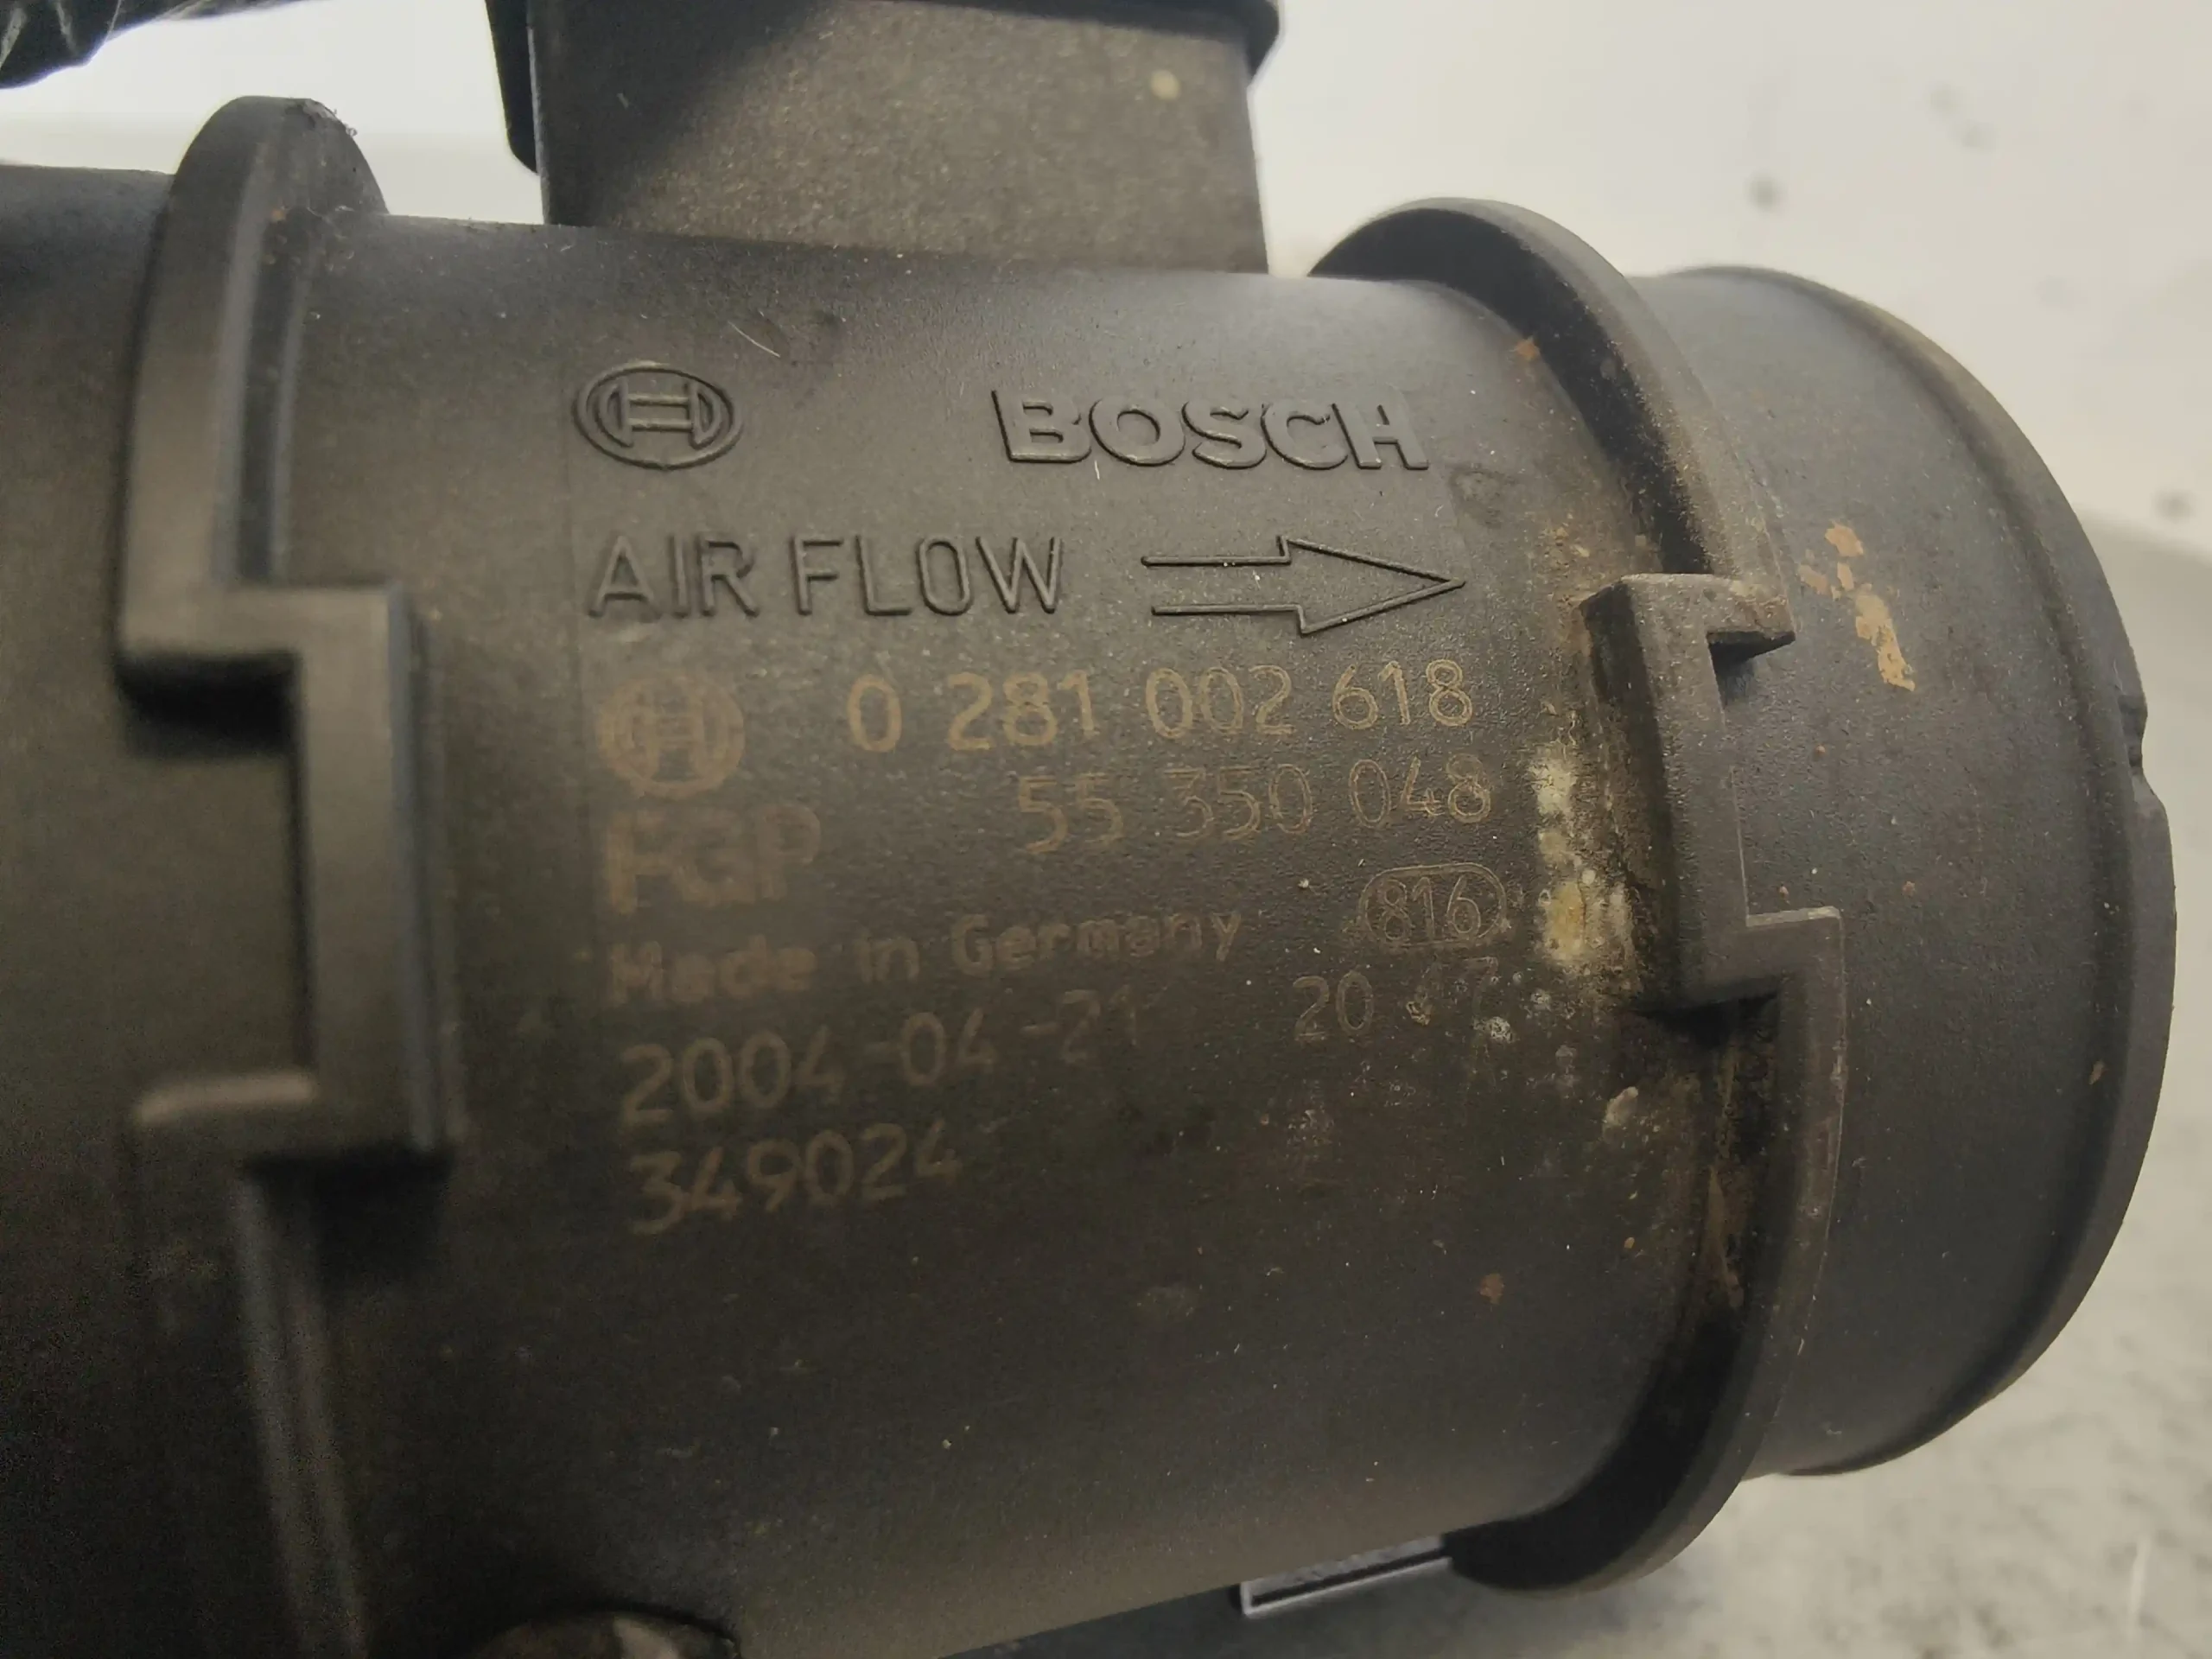 BOSCH
AIR FLOW
0 281 002 618
55 350 048
FGP
816
Made in Germany
2004-04-21 20
349024